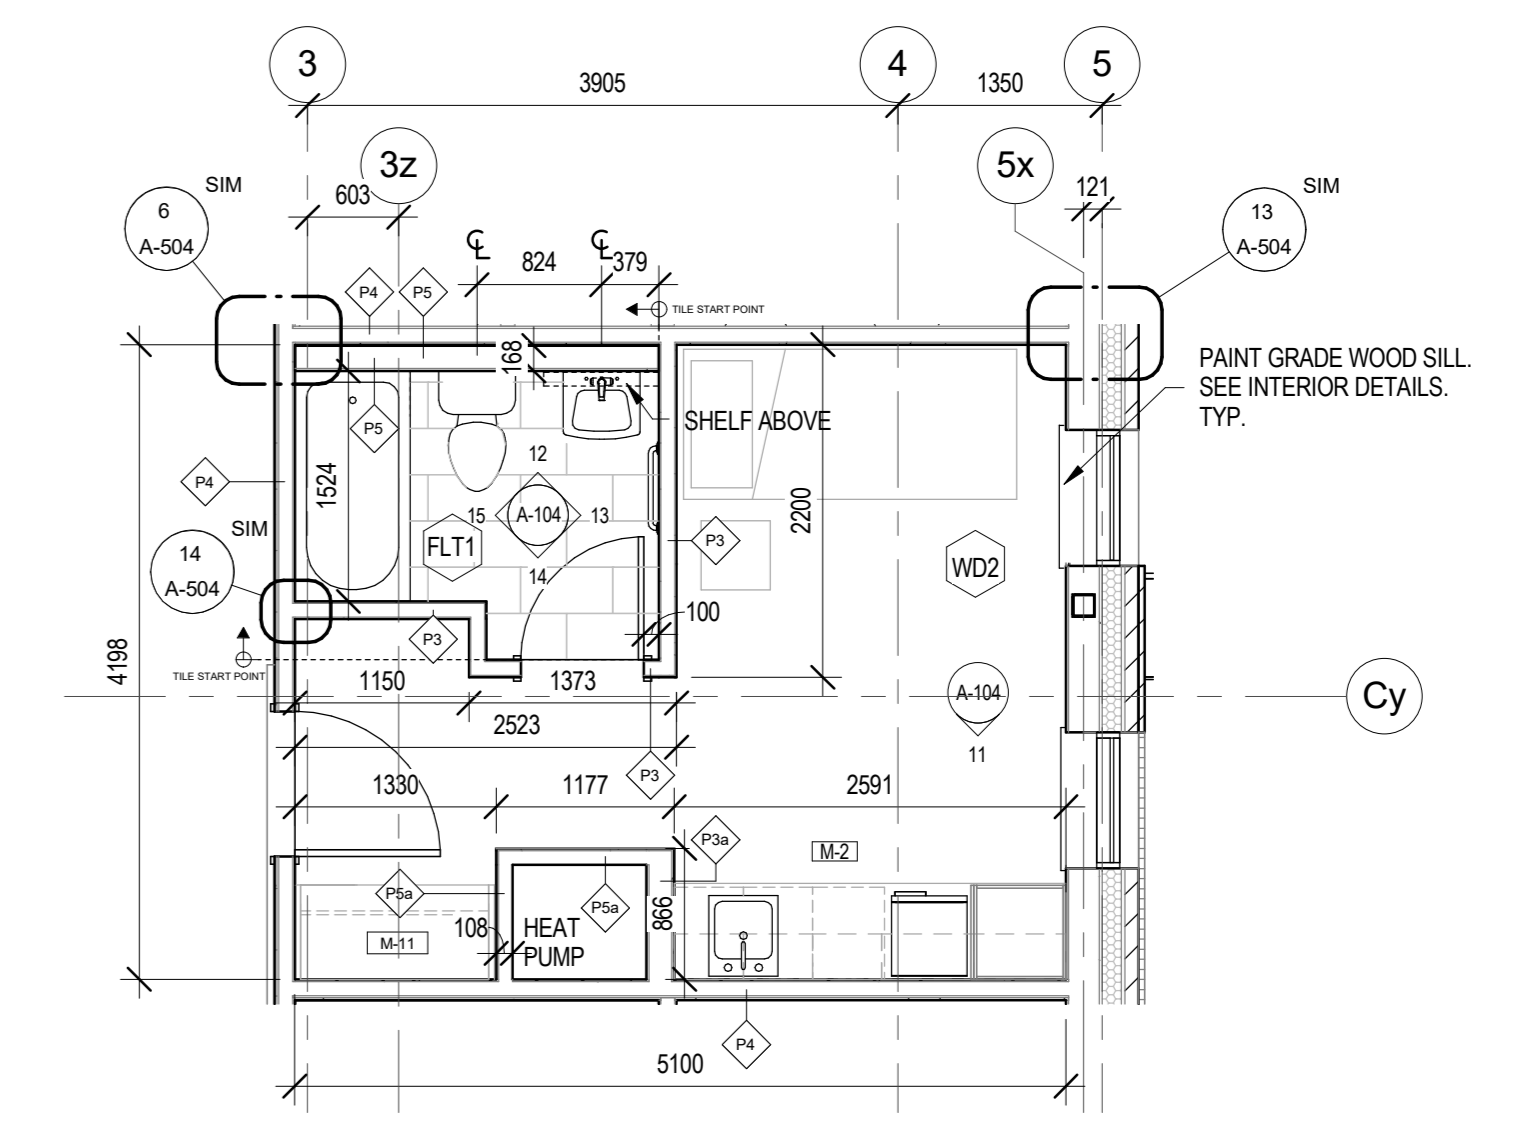 3
4
5
3905
1350
3z
5x
603
121
SIM
6
A-504
SIM
13
A-504
℄
℄
824
379
P4
P5
TILE START POINT
168
PAINT GRADE WOOD SILL.
SEE INTERIOR DETAILS.
TYP.
SHELF ABOVE
P5
P4
1524
12
15
A-104
13
14
FLT1
2200
P3
WD2
SIM
14
A-504
100
P3
4198
TILE START POINT
1150
1373
A-104
11
Cy
2523
P3
1330
1177
2591
P3a
M-2
P5a
P5a
866
108
HEAT
PUMP
M-11
P4
5100